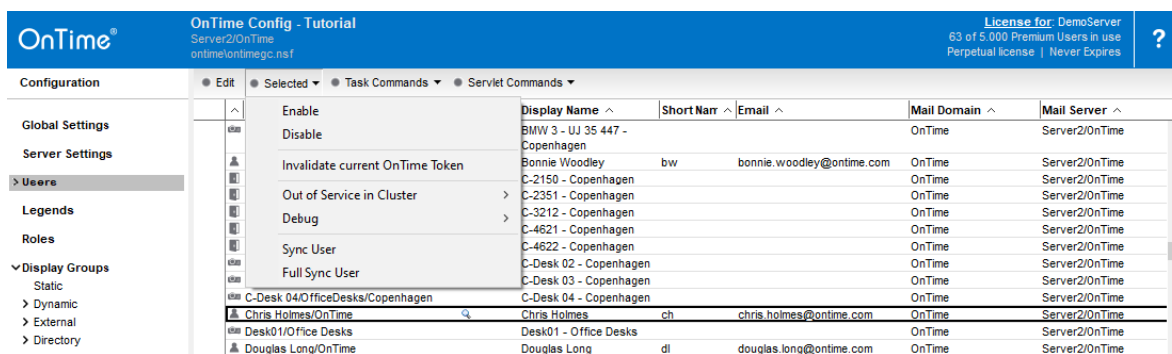 OnTime®
OnTime Config - Tutorial
Server2/OnTime
ontime\ontimegc.nsf
License for: DemoServer
63 of 5.000 Premium Users in use
Perpetual license | Never Expires
?
Configuration
Global Settings
Server Settings
Users
Legends
Roles
Display Groups
Static
Dynamic
External
Directory
Edit Selected Task Commands Servlet Commands
Enable
Disable
Invalidate current OnTime Token
Out of Service in Cluster
Debug
Sync User
Full Sync User
Display Name Short Nam Email Mail Domain Mail Server
BMW 3 - UJ 35 447 - OnTime Server2/OnTime
Copenhagen
Bonnie Woodley bw bonnie.woodley@ontime.com OnTime Server2/OnTime
C-2150 - Copenhagen OnTime Server2/OnTime
C-2351 - Copenhagen OnTime Server2/OnTime
C-3212 - Copenhagen OnTime Server2/OnTime
C-4621 - Copenhagen OnTime Server2/OnTime
C-4622 - Copenhagen OnTime Server2/OnTime
C-Desk 02 - Copenhagen OnTime Server2/OnTime
C-Desk 03 - Copenhagen OnTime Server2/OnTime
C-Desk 04/OfficeDesks/Copenhagen C-Desk 04 - Copenhagen OnTime Server2/OnTime
Chris Holmes/OnTime Chris Holmes ch chris.holmes@ontime.com OnTime Server2/OnTime
Desk01/Office Desks Desk01 - Office Desks OnTime Server2/OnTime
Douglas Long/OnTime Douglas Long dl douglas.long@ontime.com OnTime Server2/OnTime